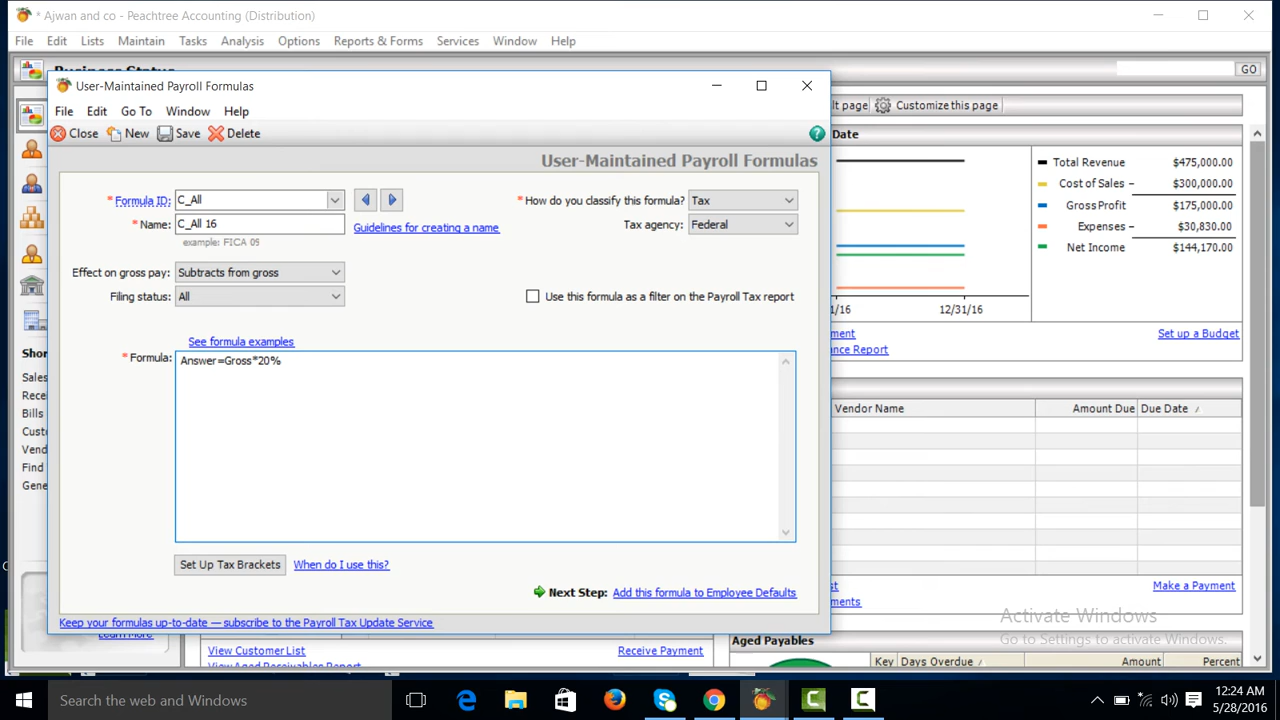 * Ajwan and co - Peachtree Accounting (Distribution)
File Edit Lists Maintain Tasks Analysis Options Reports & Forms Services Window Help
GO
User-Maintained Payroll Formulas
lt page Customize this page
File Edit Go To Window Help
Close New Save Delete
Date
User-Maintained Payroll Formulas
Total Revenue $475,000.00
Cost of Sales – $300,000.00
Gross Profit $175,000.00
Expenses – $30,830.00
Net Income $144,170.00
* Formula ID: C_All
* How do you classify this formula? Tax
* Name: C_All 16
Guidelines for creating a name
Tax agency: Federal
example: FICA 09
Effect on gross pay: Subtracts from gross
Filing status: All
Use this formula as a filter on the Payroll Tax report
1/16 12/31/16
ment Set up a Budget
ance Report
See formula examples
* Formula: Answer=Gross*20%
Shor
Sales
Rece
Bills
Custo
Vend
Find
Gene
Vendor Name Amount Due Due Date
Set Up Tax Brackets When do I use this?
st Make a Payment
Next Step: Add this formula to Employee Defaults
ments
Activate Windows
Go to Settings to activate Windows.
Keep your formulas up-to-date — subscribe to the Payroll Tax Update Service
Learn More
View Customer List Receive Payment
Aged Payables
View Aged Receivables Report
Key Days Overdue Amount Percent
Search the web and Windows
12:24 AM
5/28/2016